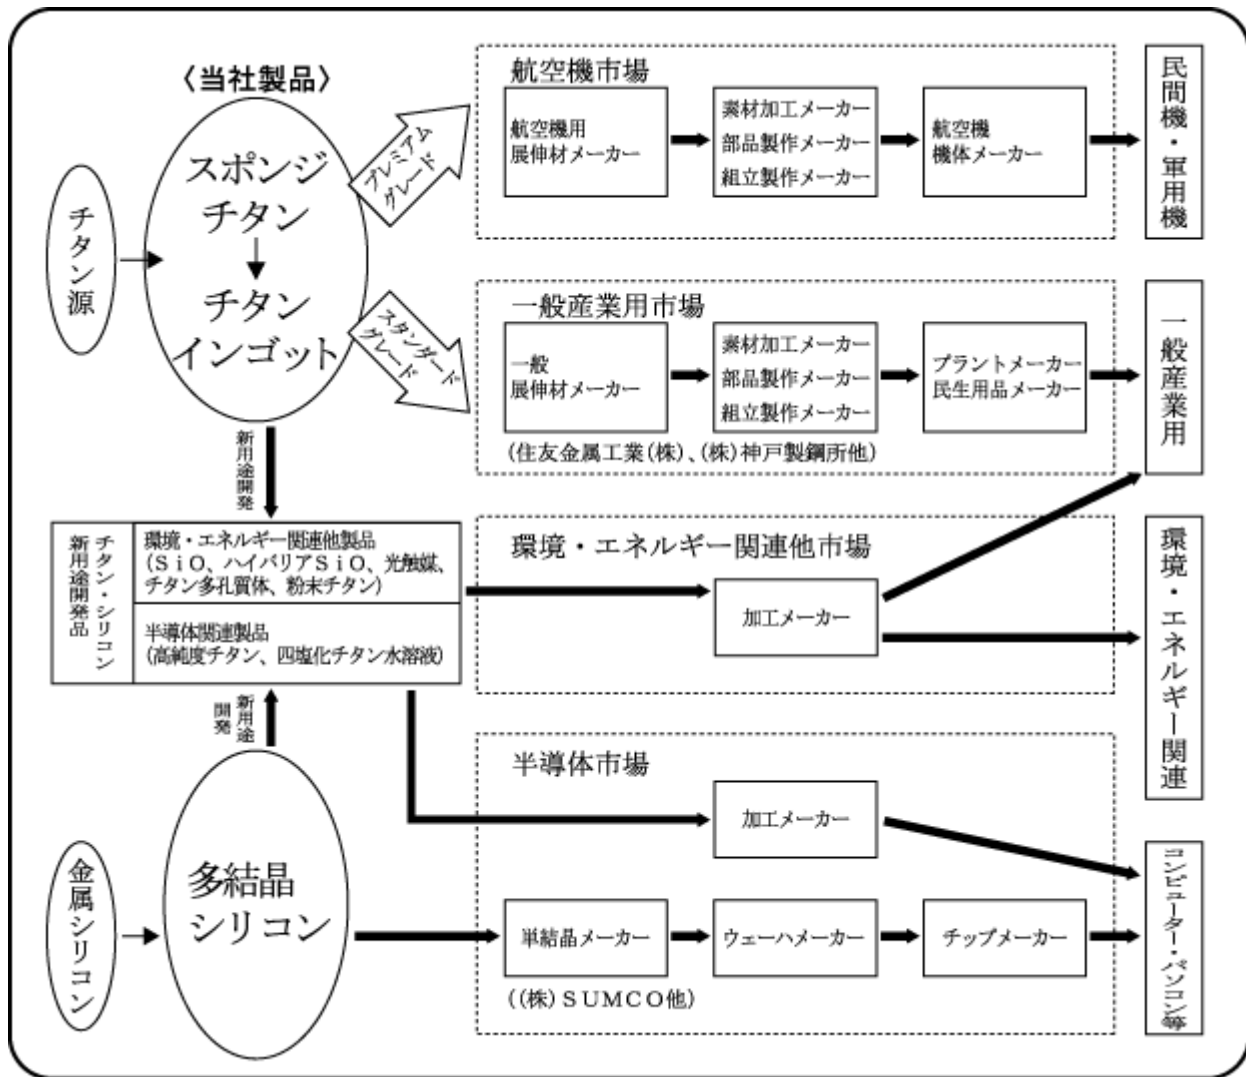 〈当社製品〉
チタン源
スポンジ
チタン
チタン
インゴット
プレミアム
グレード
スタンダード
グレード
航空機市場
航空機用
展伸材メーカー
素材加工メーカー
部品製作メーカー
組立製作メーカー
航空機
機体メーカー
民間機・軍用機
一般産業用市場
一般
展伸材メーカー
素材加工メーカー
部品製作メーカー
組立製作メーカー
プラントメーカー
民生用品メーカー
(住友金属工業(株)、(株)神戸製鋼所他)
一般産業用
新用途開発
チタン・シリコン
新用途開発品
環境・エネルギー関連他製品
(SiO、ハイバリアSiO、光触媒、
チタン多孔質体、粉末チタン)
半導体関連製品
(高純度チタン、四塩化チタン水溶液)
環境・エネルギー関連他市場
加工メーカー
環境・エネルギー関連
新用途
開発
金属シリコン
多結晶
シリコン
半導体市場
加工メーカー
単結晶メーカー
ウェーハメーカー
チップメーカー
((株)SUMCO他)
コンピューター・パソコン等